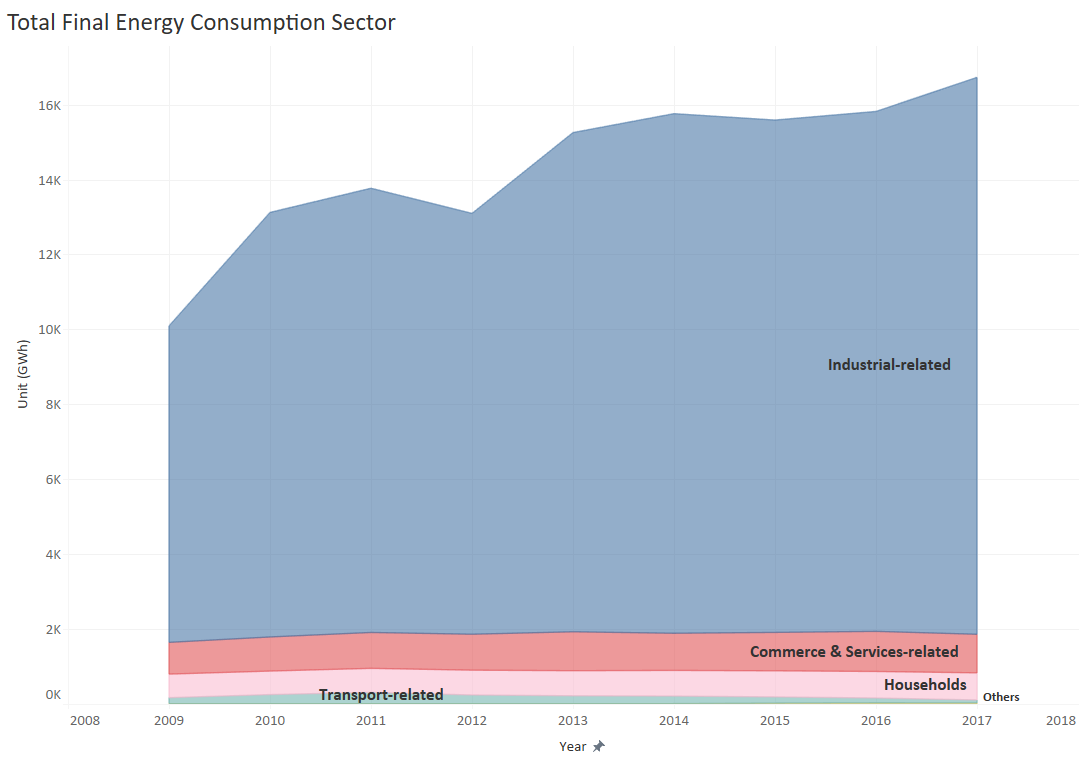 Total Final Energy Consumption Sector
16K
14K
12K
10K
8K
6K
4K
2K
0K
Unit (GWh)
Industrial-related
Commerce & Services-related
Households
Transport-related
Others
2008 2009 2010 2011 2012 2013 2014 2015 2016 2017 2018
Year